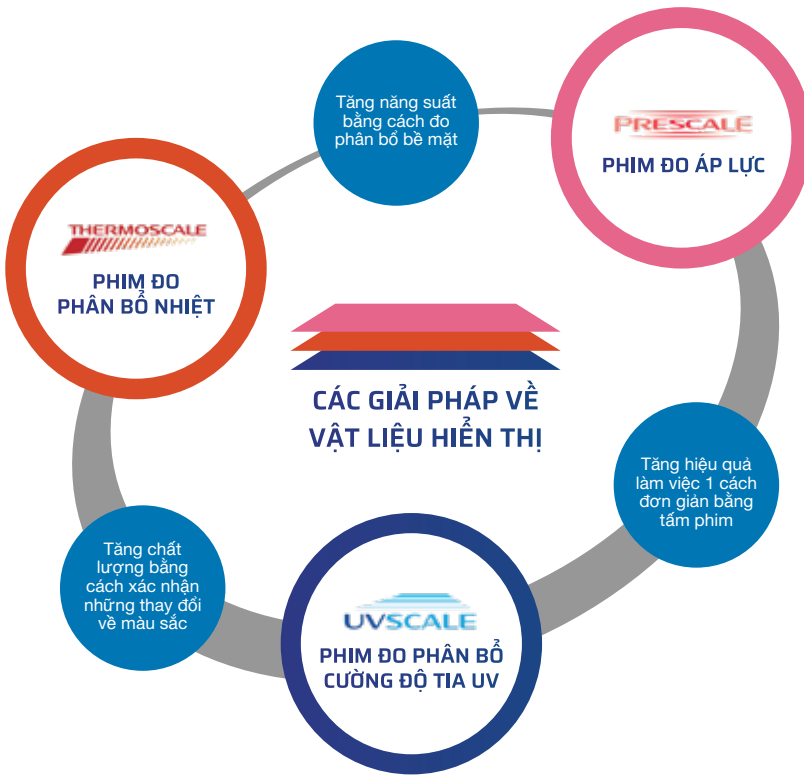 Tăng năng suất
bằng cách đo
phân bổ bề mặt
PRESCALE
PHIM ĐO ÁP LỰC
THERMOSCALE
PHIM ĐO
PHÂN BỔ NHIỆT
CÁC GIẢI PHÁP VỀ
VẬT LIỆU HIỂN THỊ
Tăng hiệu quả
làm việc 1 cách
đơn giản bằng
tấm phim
Tăng chất
lượng bằng
cách xác nhận
những thay đổi
về màu sắc
UVSCALE
PHIM ĐO PHÂN BỔ
CƯỜNG ĐỘ TIA UV